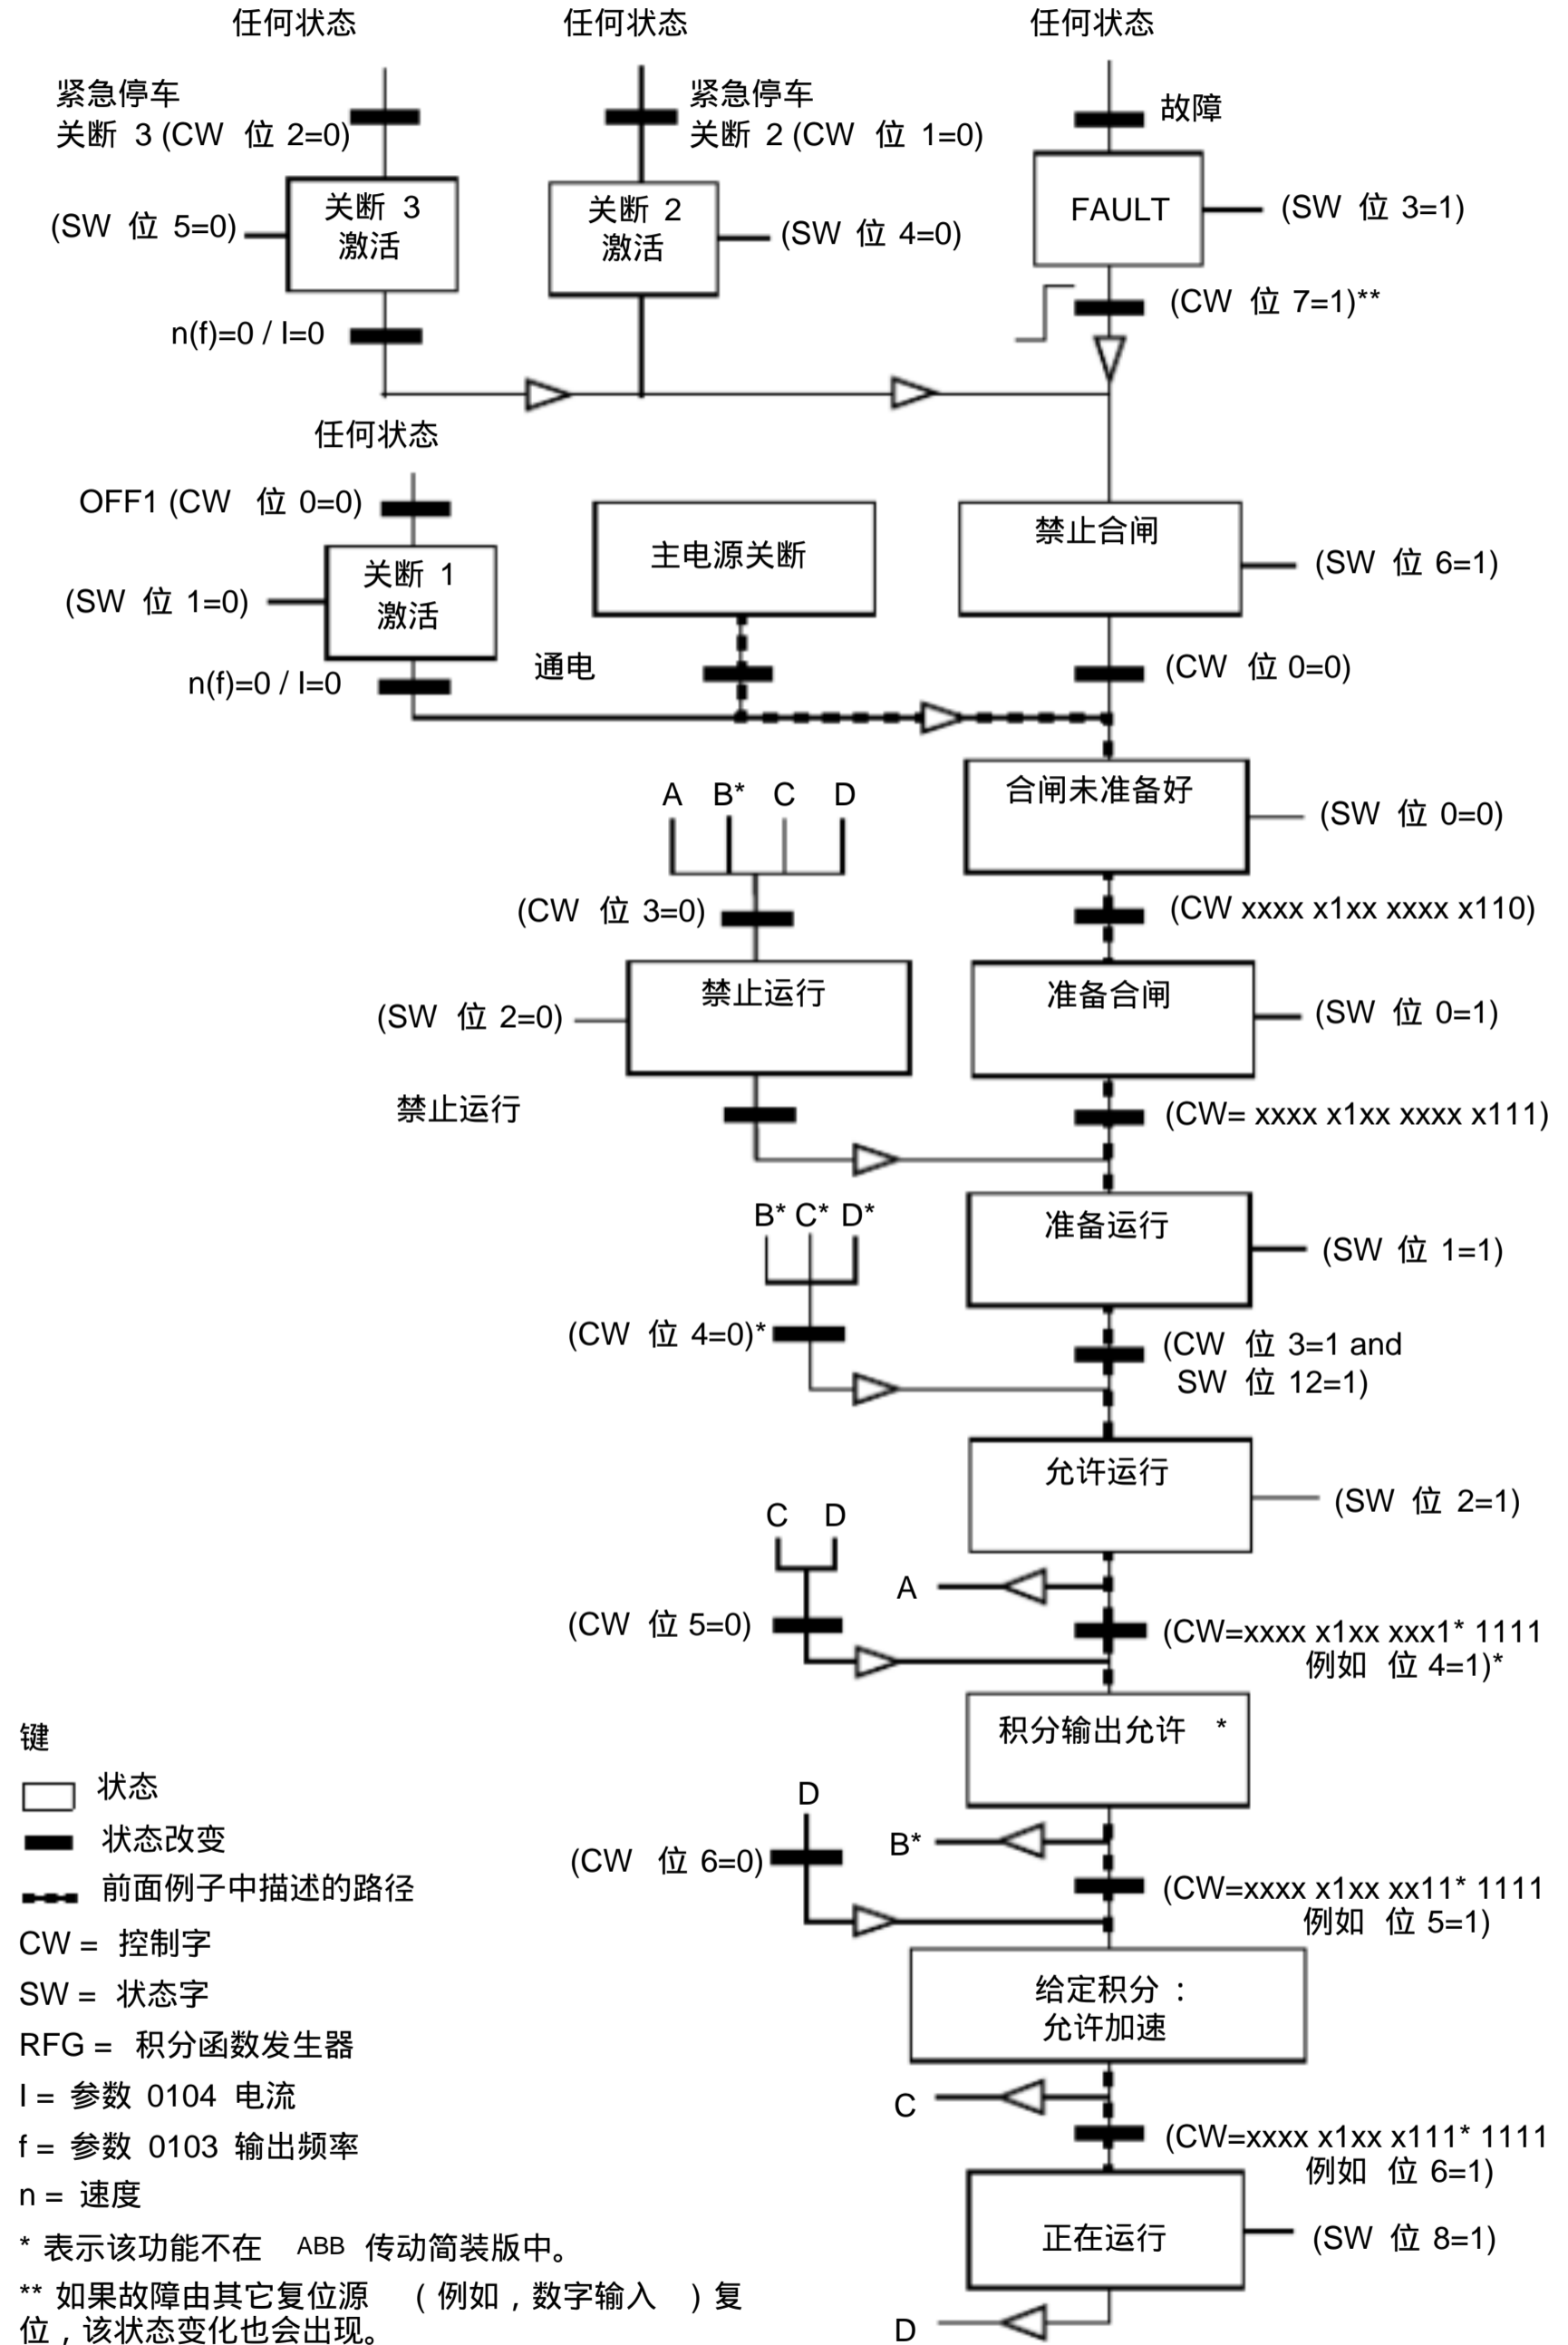 任何状态
任何状态
任何状态
紧急停车
关断 3 (CW 位 2=0)
紧急停车
关断 2 (CW 位 1=0)
故障
(SW 位 5=0)
关断 3
激活
关断 2
激活
(SW 位 4=0)
FAULT
(SW 位 3=1)
n(f)=0 / I=0
(CW 位 7=1)**
任何状态
OFF1 (CW 位 0=0)
(SW 位 1=0)
关断 1
激活
主电源关断
禁止合闸
(SW 位 6=1)
n(f)=0 / I=0
通电
(CW 位 0=0)
A B* C D
合闸未准备好
(SW 位 0=0)
(CW 位 3=0)
(CW xxxx x1xx xxxx x110)
(SW 位 2=0)
禁止运行
准备合闸
(SW 位 0=1)
禁止运行
(CW= xxxx x1xx xxxx x111)
B* C* D*
准备运行
(SW 位 1=1)
(CW 位 4=0)*
(CW 位 3=1 and
SW 位 12=1)
允许运行
(SW 位 2=1)
C D
A
(CW 位 5=0)
(CW=xxxx x1xx xxx1* 1111
例如 位 4=1)*
积分输出允许 *
D
B*
(CW 位 6=0)
(CW=xxxx x1xx xx11* 1111
例如 位 5=1)
给定积分：
允许加速
C
(CW=xxxx x1xx x111* 1111
例如 位 6=1)
正在运行
(SW 位 8=1)
D
键
状态
状态改变
前面例子中描述的路径
CW = 控制字
SW = 状态字
RFG = 积分函数发生器
I = 参数 0104 电流
f = 参数 0103 输出频率
n = 速度
* 表示该功能不在 ABB 传动简装版中。
** 如果故障由其它复位源 (例如，数字输入 ) 复
位，该状态变化也会出现。